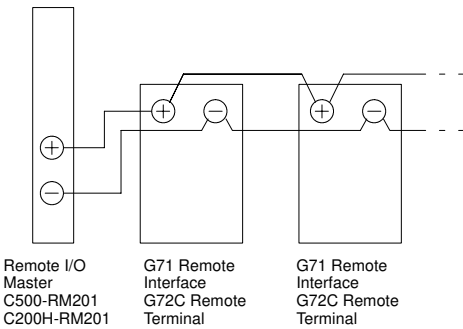 Remote I/O
Master
C500-RM201
C200H-RM201
G71 Remote
Interface
G72C Remote
Terminal
G71 Remote
Interface
G72C Remote
Terminal